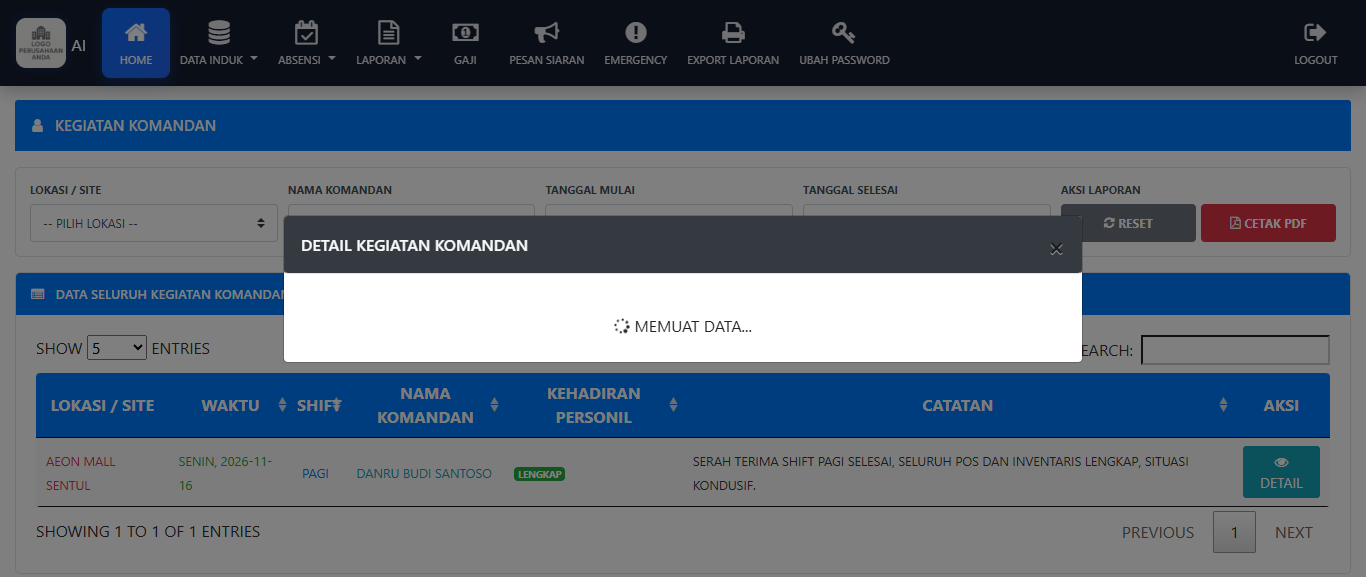 LOGO
PERUSAHAAN
ANDA
AI
HOME
DATA INDUK
ABSENSI
LAPORAN
GAJI
PESAN SIARAN
EMERGENCY
EXPORT LAPORAN
UBAH PASSWORD
LOGOUT
KEGIATAN KOMANDAN
LOKASI / SITE
NAMA KOMANDAN
TANGGAL MULAI
TANGGAL SELESAI
AKSI LAPORAN
-- PILIH LOKASI --
RESET
CETAK PDF
DETAIL KEGIATAN KOMANDAN
×
MEMUAT DATA...
DATA SELURUH KEGIATAN KOMANDAN
SHOW 5 ENTRIES
EARCH:
LOKASI / SITE
WAKTU
SHIFT
NAMA
KOMANDAN
KEHADIRAN
PERSONIL
CATATAN
AKSI
AEON MALL
SENTUL
SENIN, 2026-11-
16
PAGI
DANRU BUDI SANTOSO
LENGKAP
SERAH TERIMA SHIFT PAGI SELESAI, SELURUH POS DAN INVENTARIS LENGKAP, SITUASI
KONDUSIF.
DETAIL
SHOWING 1 TO 1 OF 1 ENTRIES
PREVIOUS
1
NEXT